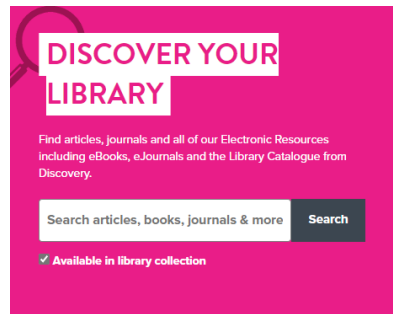 DISCOVER YOUR
LIBRARY
Find articles, journals and all of our Electronic Resources
including eBooks, eJournals and the Library Catalogue from
Discovery.
Search articles, books, journals & more
Search
Available in library collection